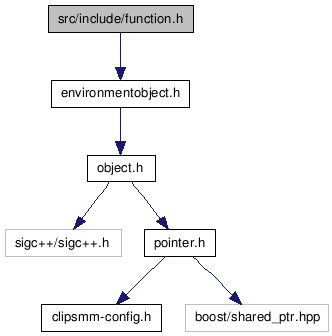 src/include/function.h
environmentobject.h
object.h
sigc++/sigc++.h
pointer.h
clipsmm-config.h
boost/shared_ptr.hpp